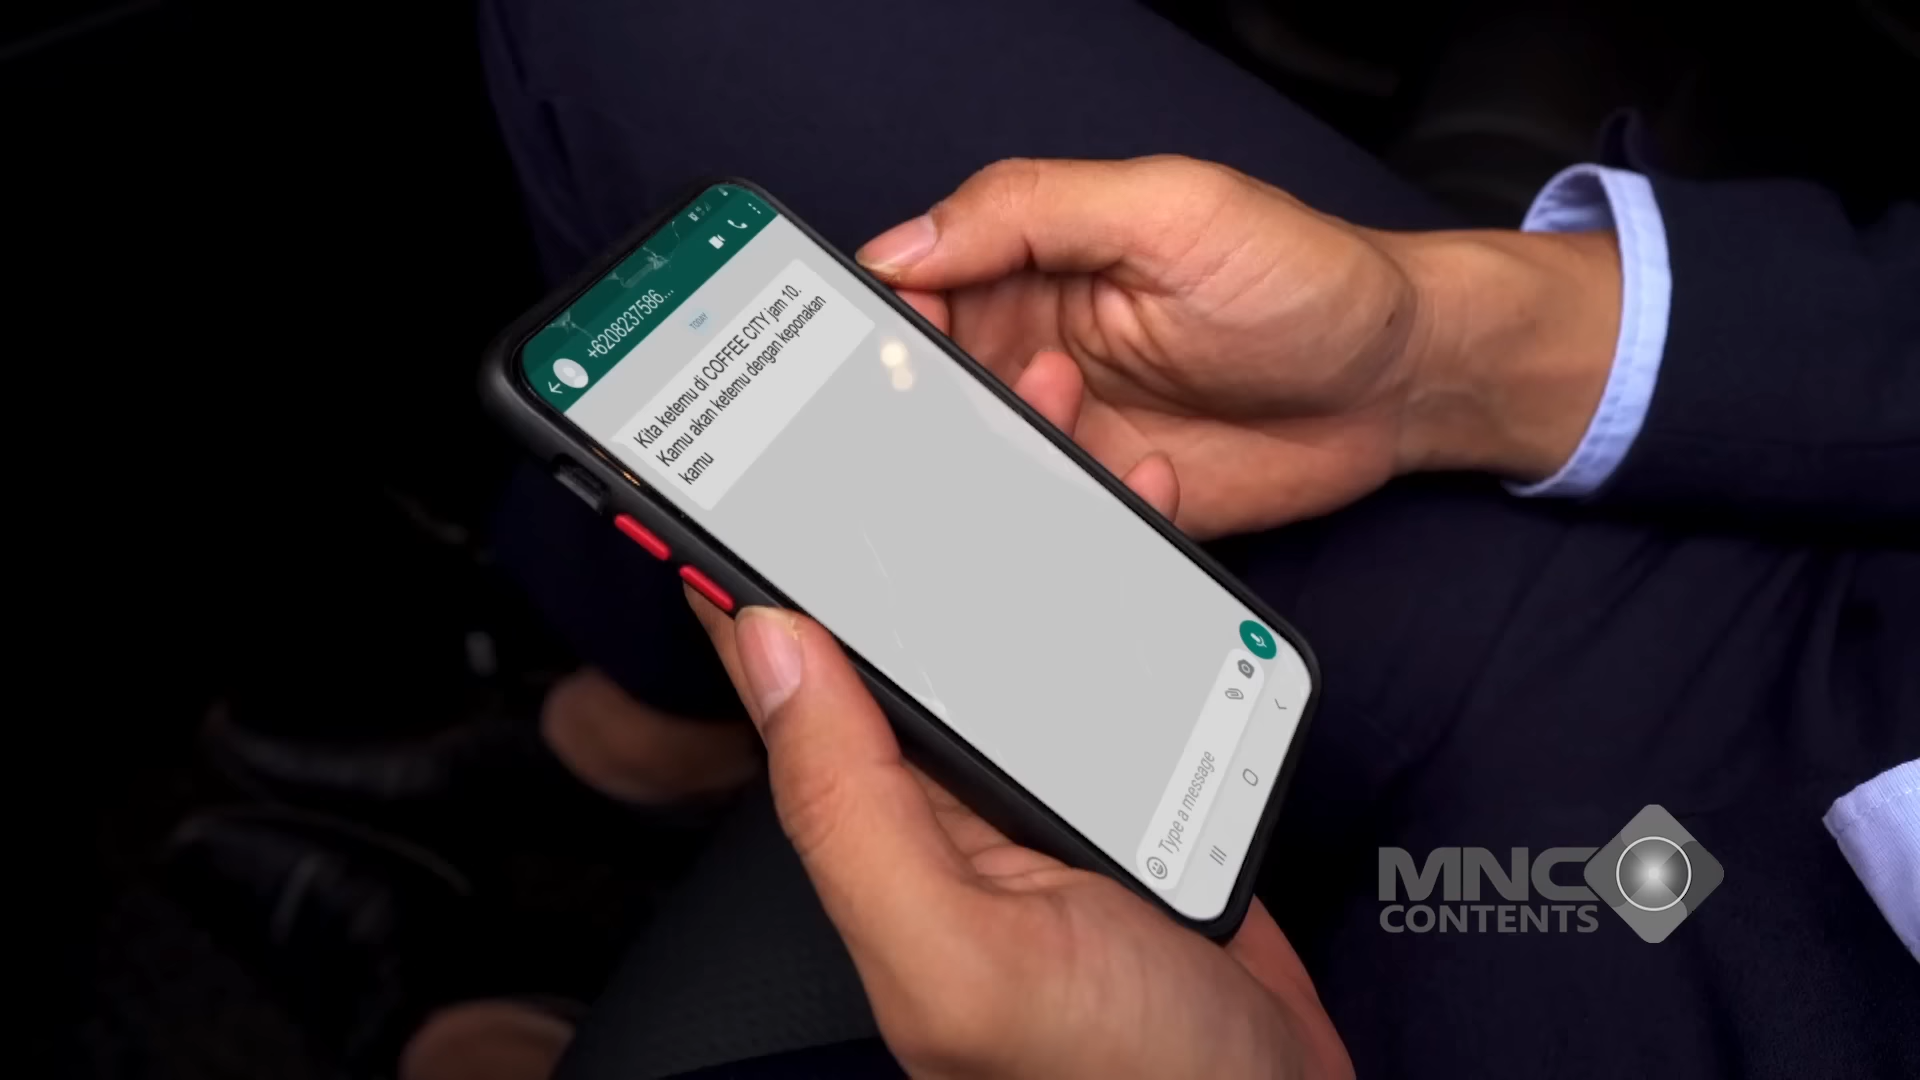 +6208237586...
TODAY
Kita ketemu di COFFEE CITY jam 10.
Kamu akan ketemu dengan keponakan
kamu
Type a message
MNC
CONTENTS